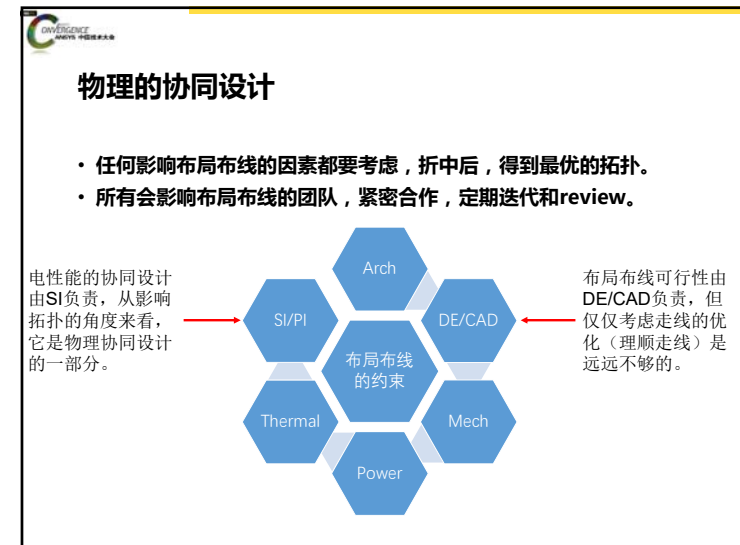 CONVERGENCE
ANSYS 中国技术大会
物理的协同设计
• 任何影响布局布线的因素都要考虑，折中后，得到最优的拓扑。
• 所有会影响布局布线的团队，紧密合作，定期迭代和review。
电性能的协同设计
由SI负责，从影响
拓扑的角度来看，
它是物理协同设计
的一部分。
Arch
SI/PI
DE/CAD
布局布线
的约束
Thermal
Mech
Power
布局布线可行性由
DE/CAD负责，但
仅仅考虑走线的优
化（理顺走线）是
远远不够的。